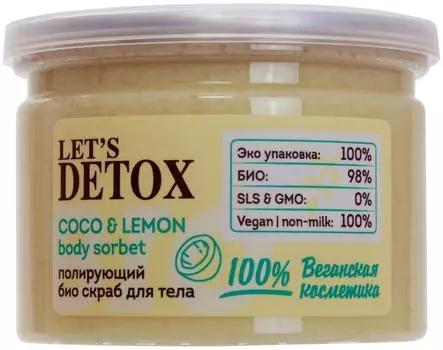 LET'S
DETOX
COCO & LEMON
body sorbet
полирующий
био скраб для тела
Эко упаковка: 100%
БИО: 98%
SLS & GMO: 0%
Vegan | non-milk: 100%
100% Веганская
косметика